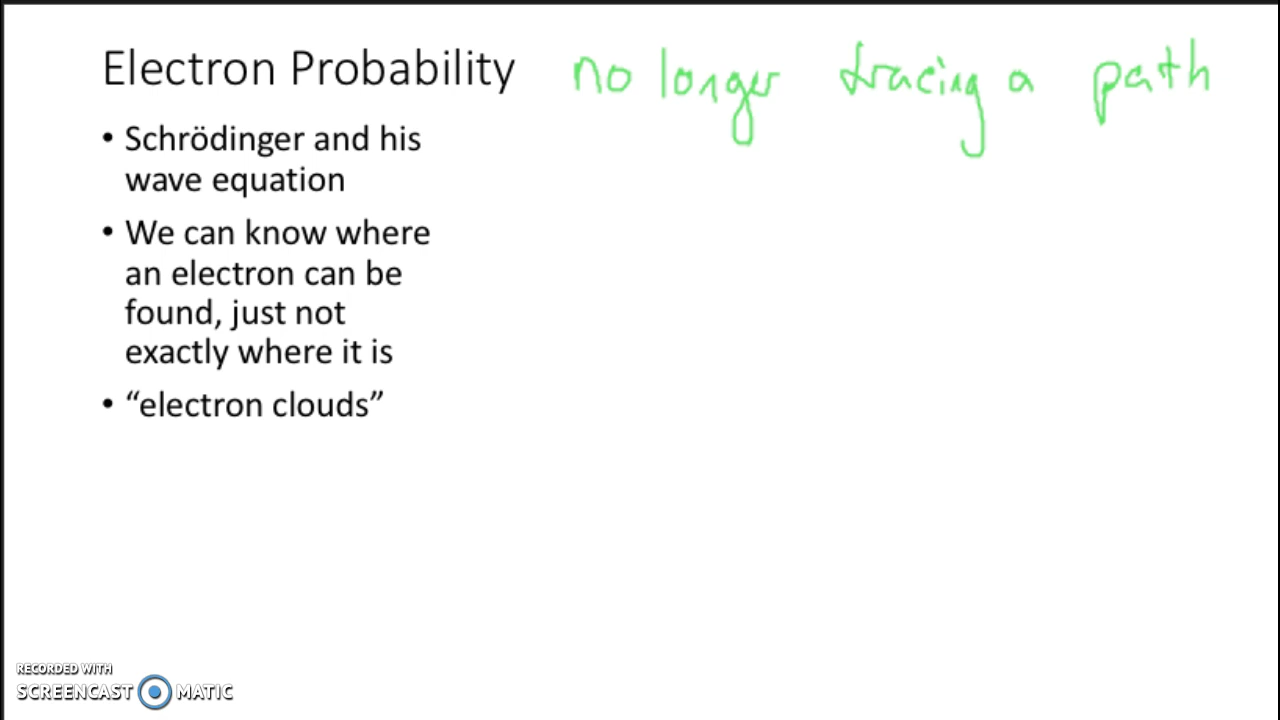 Electron Probability no longer tracing a path
• Schrödinger and his
wave equation
• We can know where
an electron can be
found, just not
exactly where it is
• “electron clouds”
RECORDED WITH
SCREENCAST MATIC